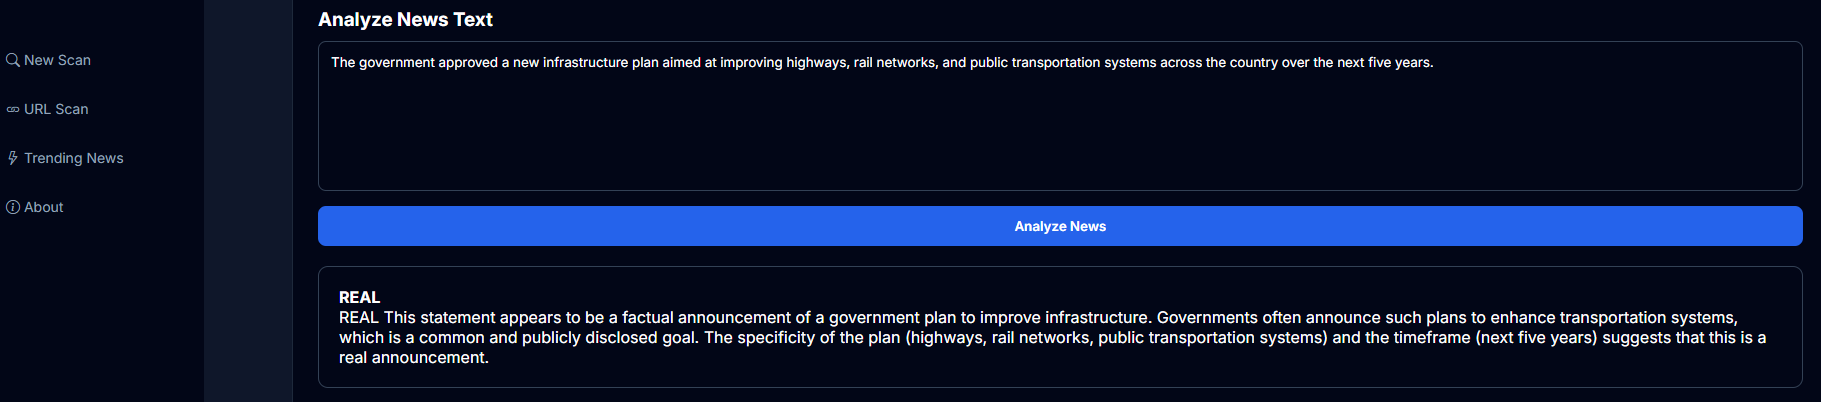 Analyze News Text
New Scan
The government approved a new infrastructure plan aimed at improving highways, rail networks, and public transportation systems across the country over the next five years.
URL Scan
Trending News
About
Analyze News
REAL
REAL This statement appears to be a factual announcement of a government plan to improve infrastructure. Governments often announce such plans to enhance transportation systems,
which is a common and publicly disclosed goal. The specificity of the plan (highways, rail networks, public transportation systems) and the timeframe (next five years) suggests that this is a
real announcement.